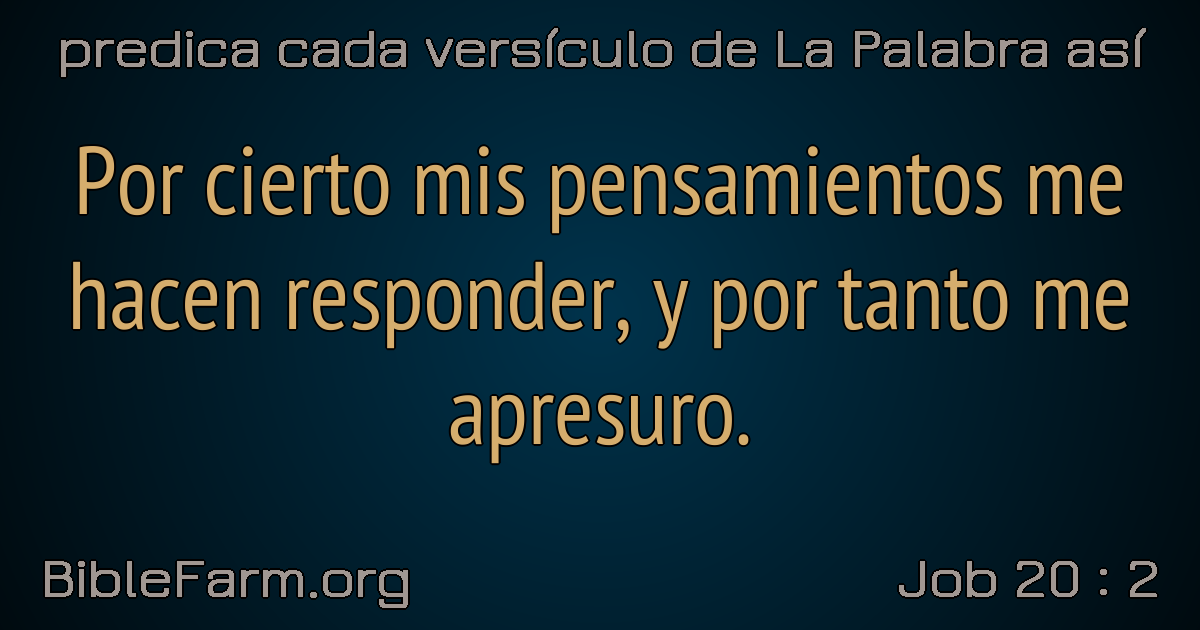 predica cada versículo de La Palabra así
Por cierto mis pensamientos me
hacen responder, y por tanto me
apresuro.
BibleFarm.org
Job 20 : 2